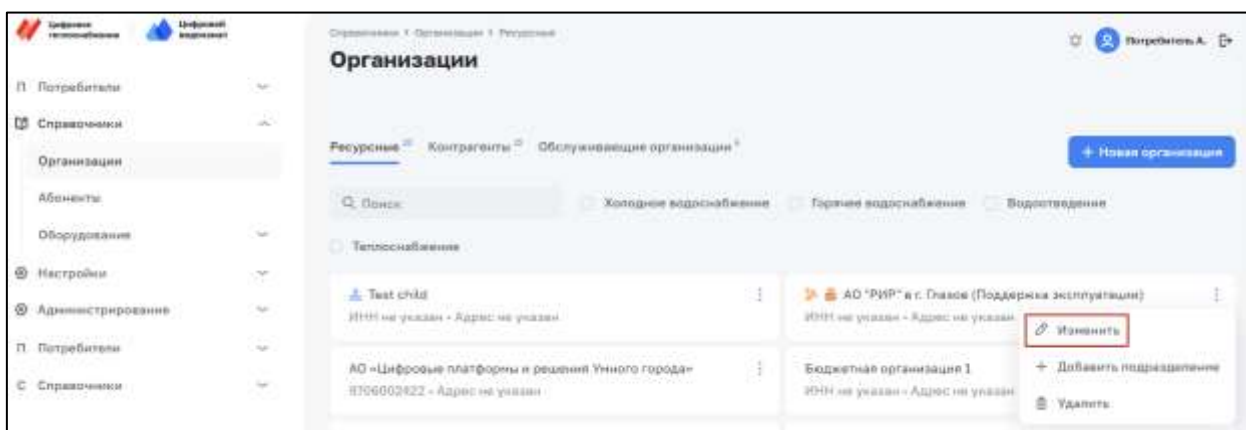 Цифровое теплоснабжение
Цифровой водоканал
Справочники Организации Ресурсные
Организации
Потребитель А.
П Потребители
Справочники
Организации
Абоненты
Оборудование
Настройки
Администрирование
П Потребители
С Справочники
Ресурсные Контрагенты Обслуживающие организации
+ Новая организация
Поиск
Холодное водоснабжение Горячее водоснабжение Водоотведение
Теплоснабжение
Test child
ИНН не указан • Адрес не указан
АО "РИР" в г. Глазов (Поддержка эксплуатации)
ИНН не указан • Адрес не указан
АО «Цифровые платформы и решения Умного города»
9706002422 • Адрес не указан
Бюджетная организация 1
ИНН не указан • Адрес не указан
Изменить
+ Добавить подразделение
Удалить